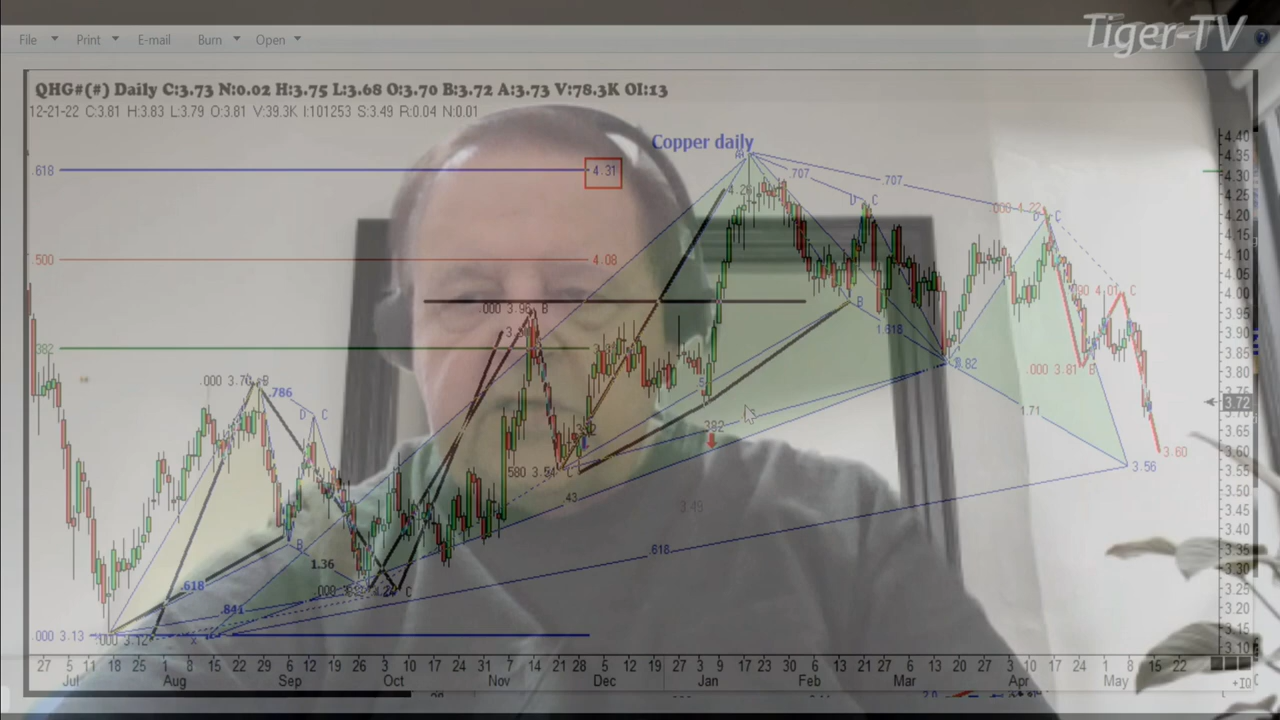 Tiger-TV
File Print E-mail Burn Open
QHG#(#) Daily C:3.73 N:0.02 H:3.75 L:3.68 O:3.70 B:3.72 A:3.73 V:78.3K OI:13
12-21-22 C:3.81 H:3.83 L:3.79 O:3.81 V:39.3K I:101253 S:3.49 R:0.04 N:0.01
Copper daily
.618 4.31
.500 4.08
.382
.707
.707
4.26
D C
.000 4.22
D C
4.01 C
.000 3.96 B
B
1.618
3.82
.000 3.81 B
.000 3.70 B
.786
D C
1.71
3.60
3.56
.382
580 3.54 C
.43
3.49
B
1.36
.618
.618
.841
C
.000 3.13
.000 3.12
x
4.40
4.35
4.30
4.25
4.20
4.15
4.10
4.05
4.00
3.95
3.90
3.85
3.80
3.72
3.65
3.60
3.55
3.50
3.45
3.40
3.35
3.30
3.25
3.20
3.15
3.10
27 5 11 18 25 1 8 15 22 29 6 12 19 26 3 10 17 24 31 7 14 21 28 5 12 19 27 3 9 17 23 30 6 13 21 27 6 13 20 27 3 10 17 24 1 8 15 22
Jul Aug Sep Oct Nov Dec Jan Feb Mar Apr May
+10